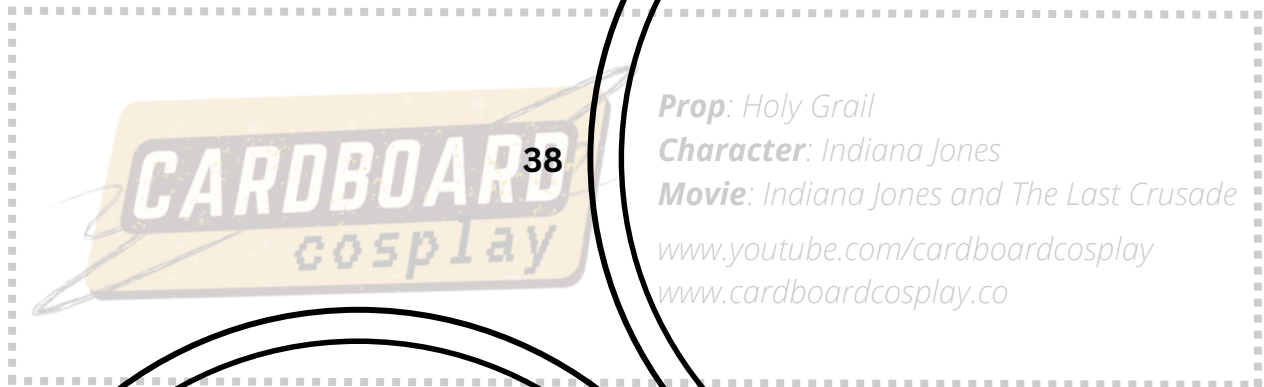 CARDBOARD
cosplay
38
Prop: Holy Grail
Character: Indiana Jones
Movie: Indiana Jones and The Last Crusade
www.youtube.com/cardboardcosplay
www.cardboardcosplay.co